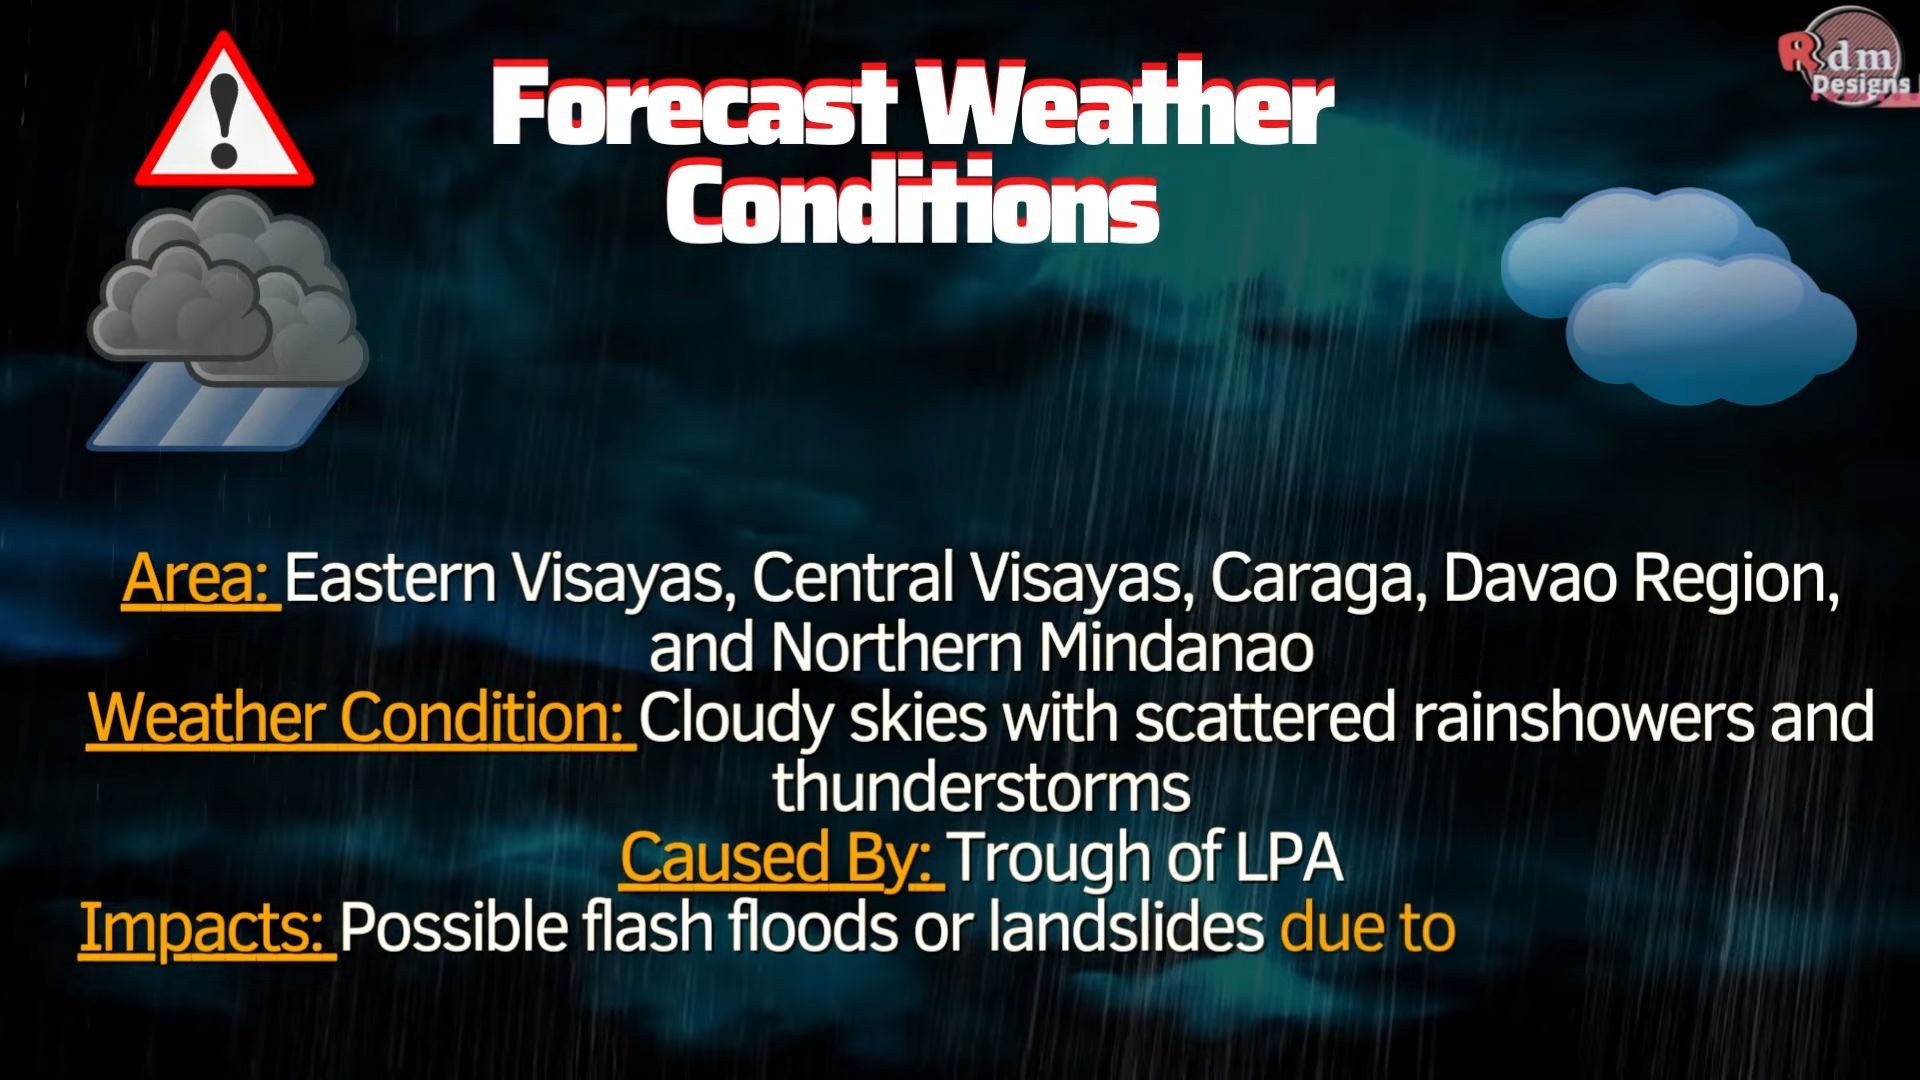 Forecast Weather
Conditions
Rdm
Designs
Area: Eastern Visayas, Central Visayas, Caraga, Davao Region,
and Northern Mindanao
Weather Condition: Cloudy skies with scattered rainshowers and
thunderstorms
Caused By: Trough of LPA
Impacts: Possible flash floods or landslides due to